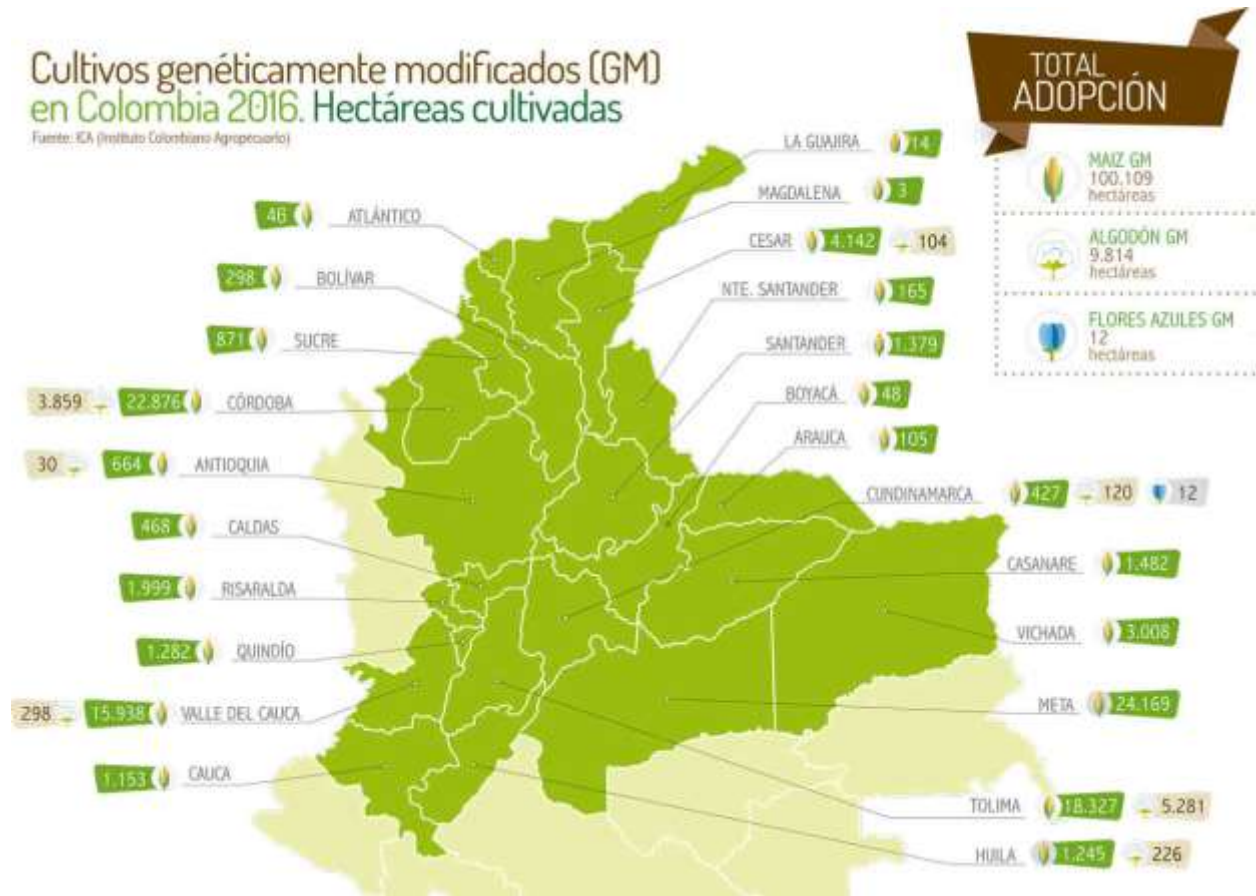 Cultivos genéticamente modificados (GM)
en Colombia 2016. Hectáreas cultivadas
Fuente: ICA (Instituto Colombiano Agropecuario)
TOTAL
ADOPCIÓN
MAIZ GM
100.109
hectáreas
ALGODÓN GM
9.814
hectáreas
FLORES AZULES GM
12
hectáreas
46 ATLÁNTICO
298 BOLÍVAR
871 SUCRE
3.859 22.876 CÓRDOBA
30 664 ANTIOQUIA
468 CALDAS
1.999 RISARALDA
1.282 QUINDÍO
298 15.938 VALLE DEL CAUCA
1.153 CAUCA
LA GUAJIRA 14
MAGDALENA 3
CESAR 4.142 104
NTE. SANTANDER 165
SANTANDER 1.379
BOYACÁ 48
ARAUCA 105
CUNDINAMARCA 427 120 12
CASANARE 1.482
VICHADA 3.008
META 24.169
TOLIMA 18.327 5.281
HUILA 1.245 226